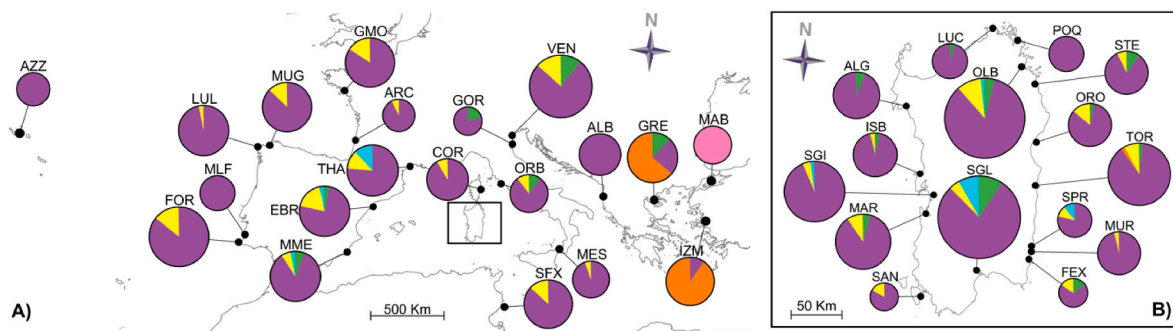 GMO
N
VEN
AZZ
MUG
ARC
LUL
GOR
ALB
GRE
MAB
THA
COR
ORB
MLF
FOR
EBR
MME
SFX
MES
IZM
A)
500 Km
N
LUC
POQ
STE
ALG
OLB
ORO
ISB
TOR
SGI
SGL
SPR
MAR
MUR
SAN
FEX
50 Km
B)